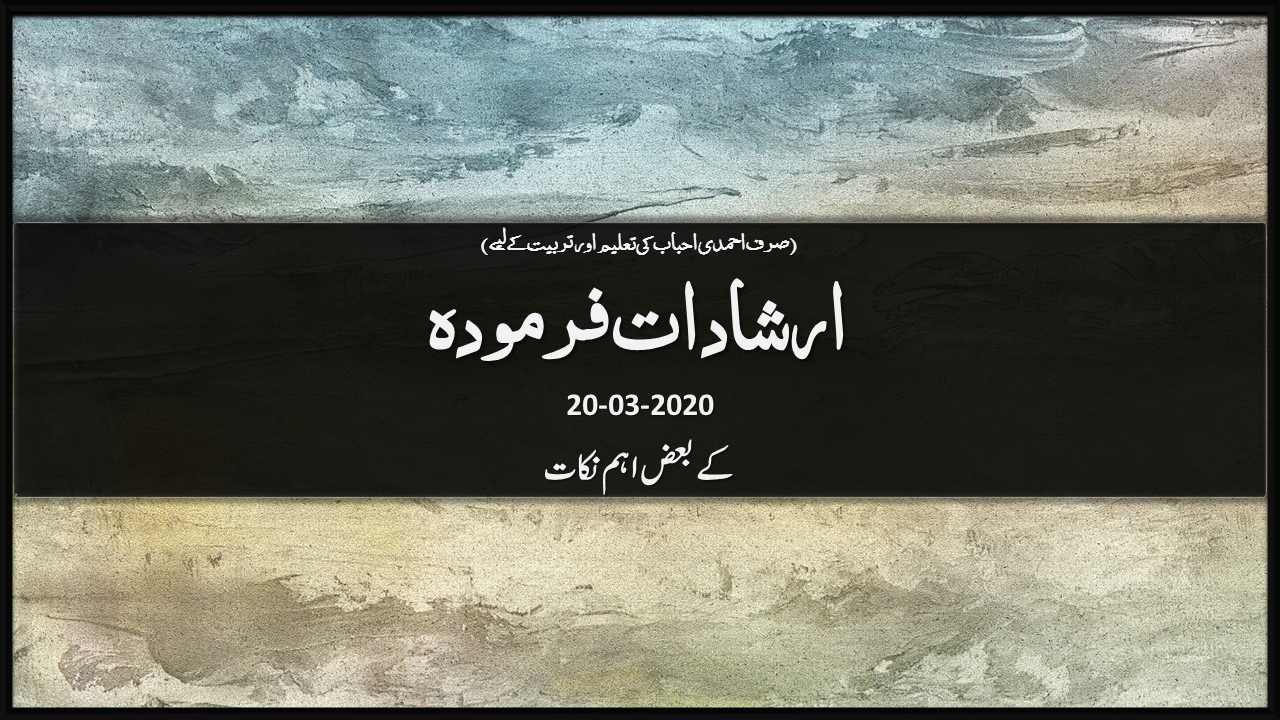 (صرف احمدی احباب کی تعلیم اور تربیت کے لیے)
ارشادات فرمودہ
20-03-2020
کے بعض اہم نکات